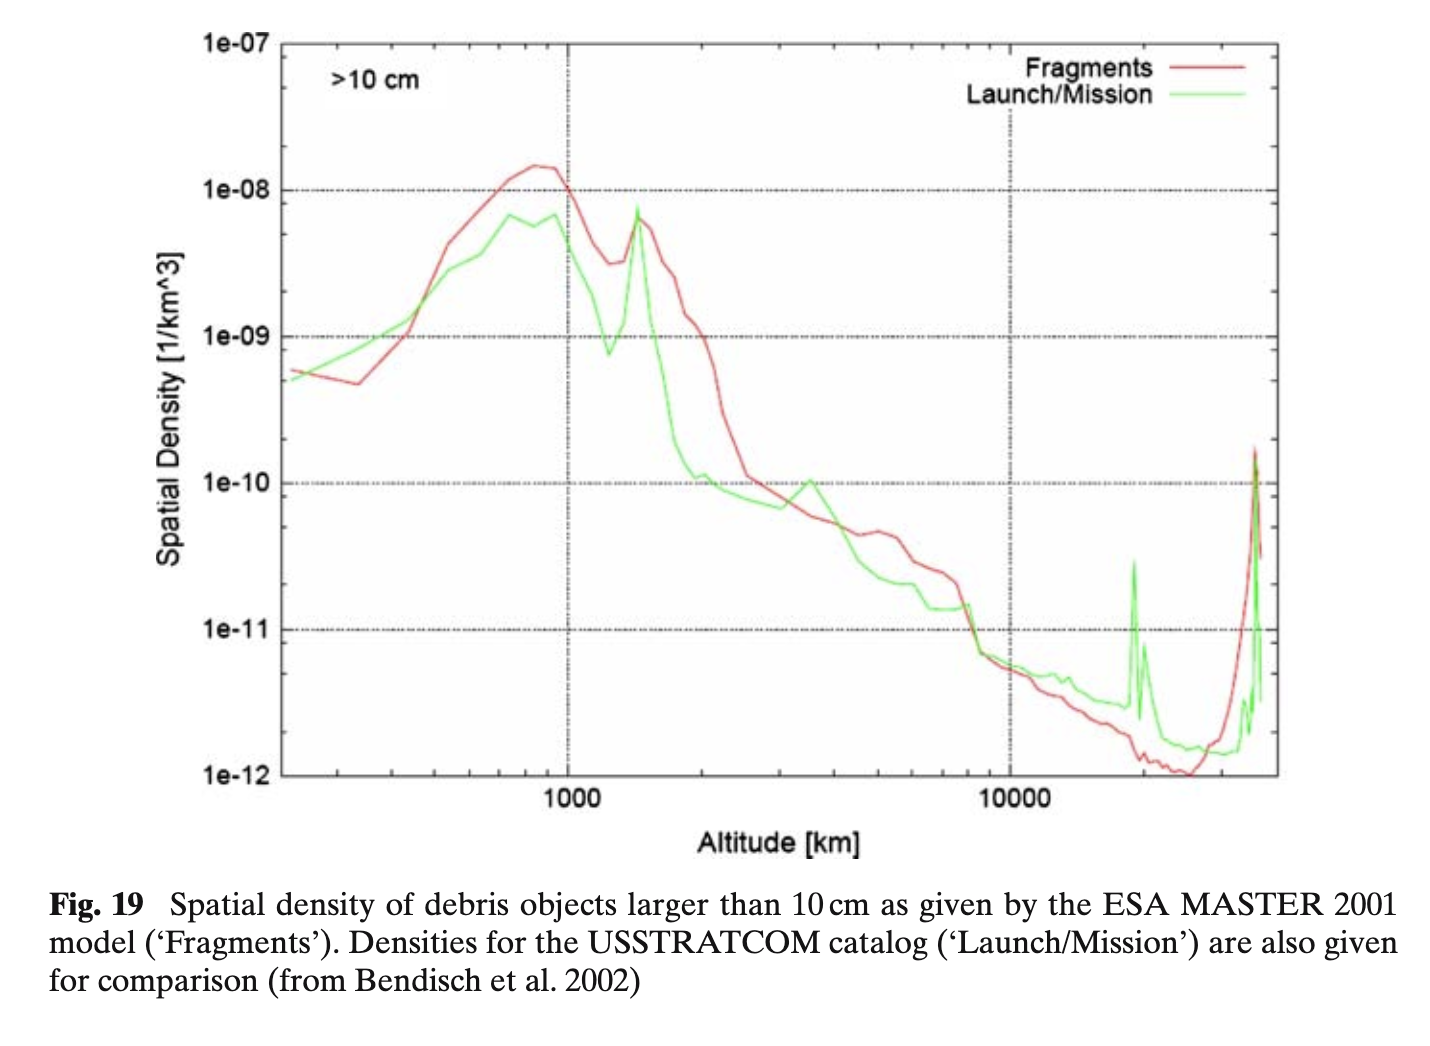 1e-07
>10 cm
Fragments
Launch/Mission
1e-08
1e-09
1e-10
1e-11
1e-12
Spatial Density [1/km^3]
1000
10000
Altitude [km]
Fig. 19 Spatial density of debris objects larger than 10 cm as given by the ESA MASTER 2001
model (‘Fragments’). Densities for the USSTRATCOM catalog (‘Launch/Mission’) are also given
for comparison (from Bendisch et al. 2002)